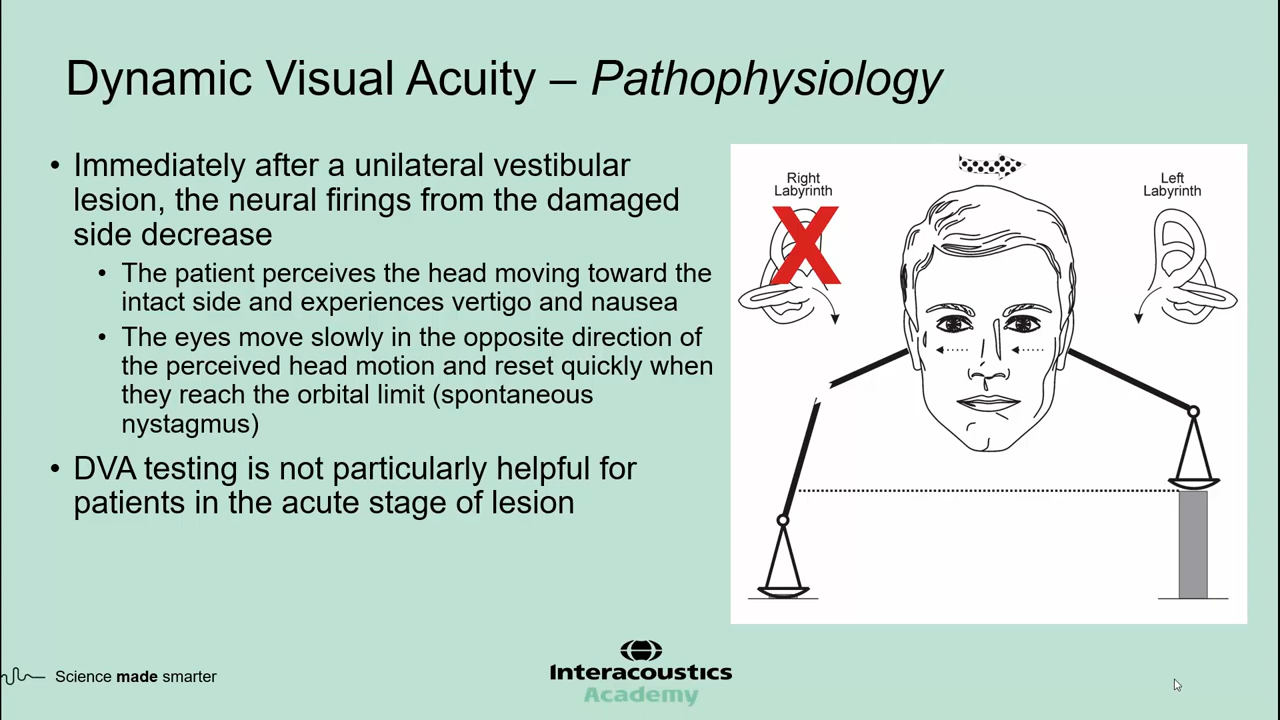 Dynamic Visual Acuity – Pathophysiology
• Immediately after a unilateral vestibular
lesion, the neural firings from the damaged
side decrease
• The patient perceives the head moving toward the
intact side and experiences vertigo and nausea
• The eyes move slowly in the opposite direction of
the perceived head motion and reset quickly when
they reach the orbital limit (spontaneous
nystagmus)
• DVA testing is not particularly helpful for
patients in the acute stage of lesion
Right
Labyrinth
X
Left
Labyrinth
Science made smarter
Interacoustics
Academy